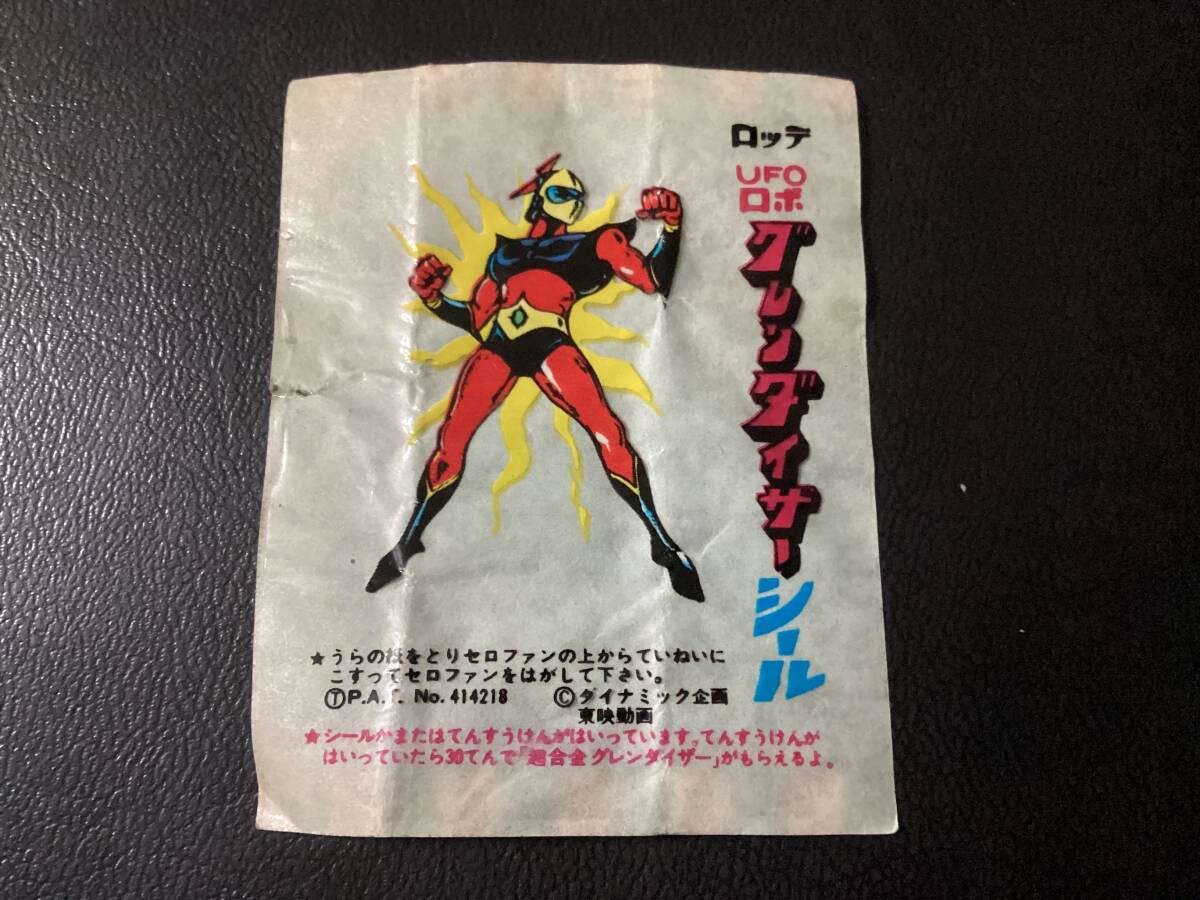 ロッテ
UFO
ロボ
グレンダイザー
シール
★うらの紙をとりセロファンの上からていねいに
こすってセロファンをはがして下さい。
ⓉP.A.T. No. 414218 Ⓒダイナミック企画
東映動画
★シールかまたはてんすうけんがはいっています。てんすうけんが
はいっていたら30てんで「超合金グレンダイザー」がもらえるよ。